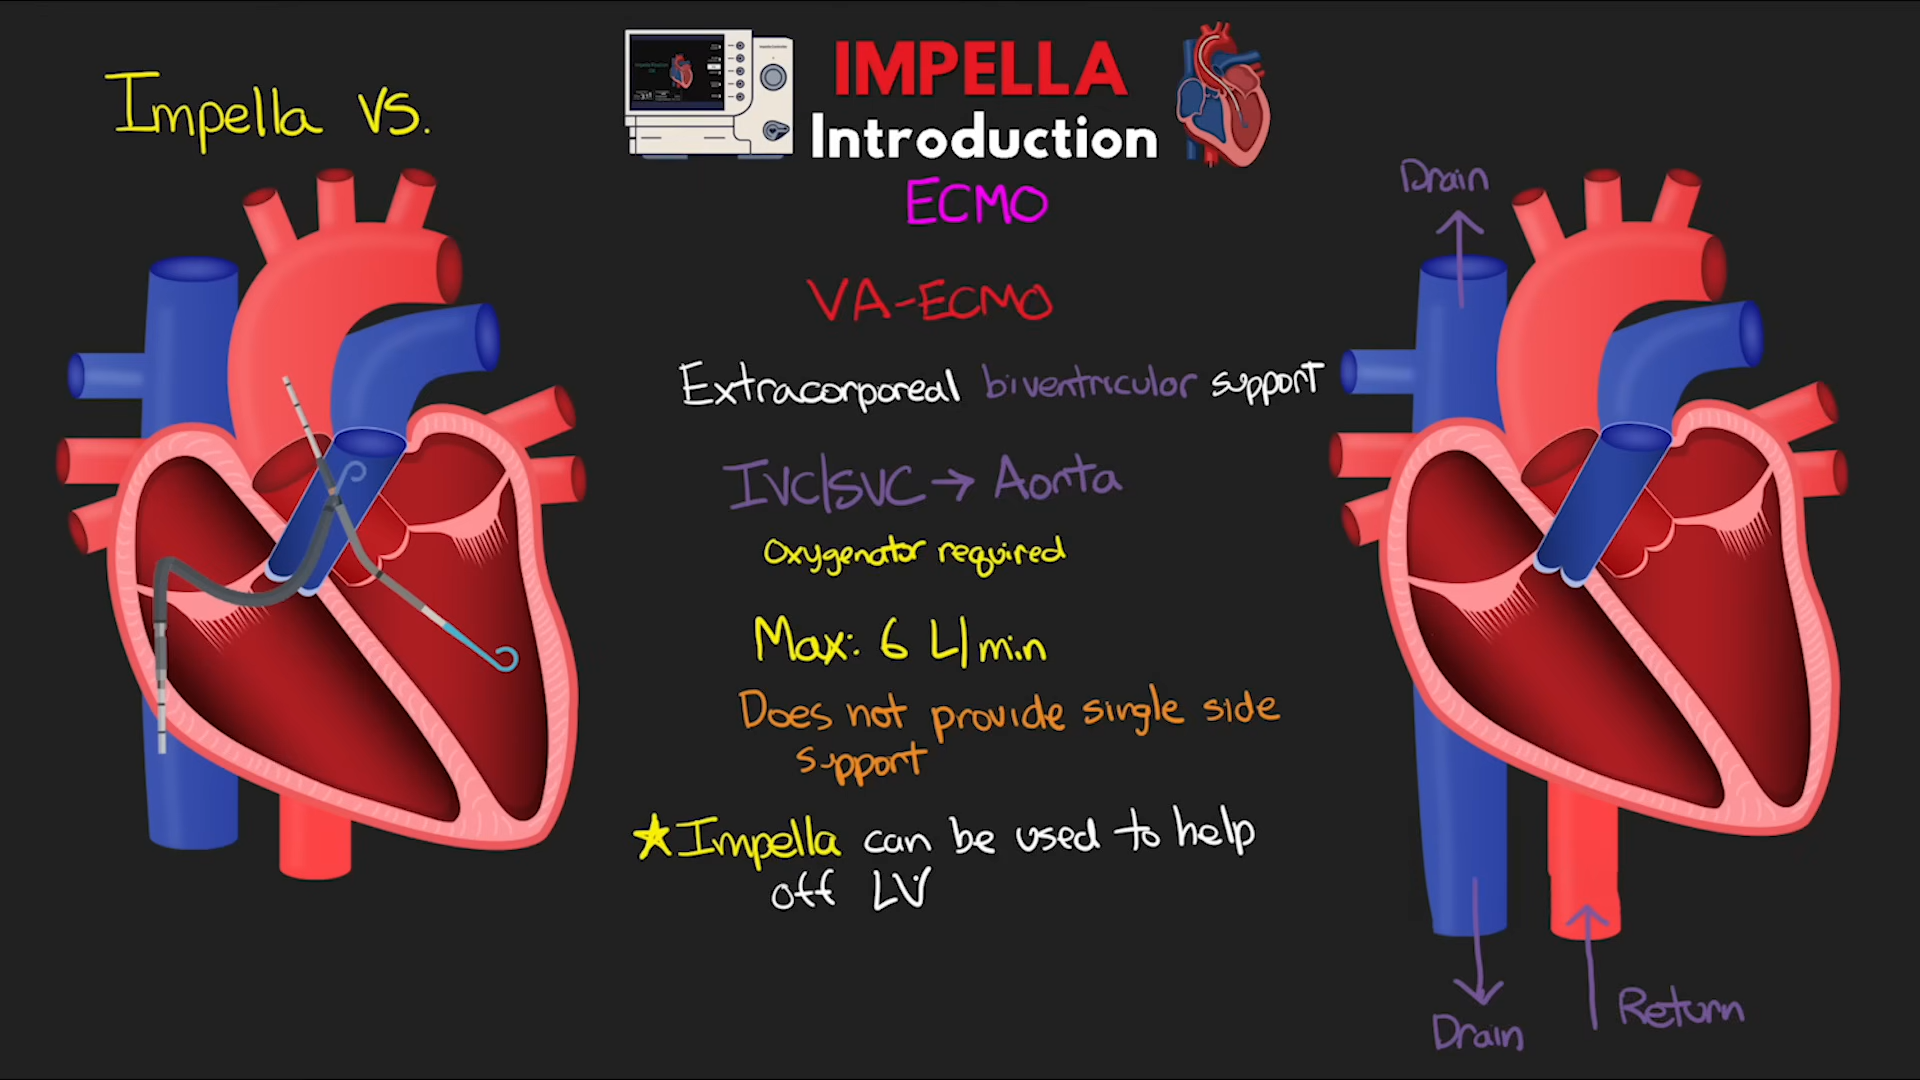 Impella vs.
IMPELLA
Introduction
ECMO
VA-ECMO
Extracorporeal biventricular support
IVC/SVC → Aorta
Oxygenator required
Max: 6 L/min
Does not provide single side
support
★Impella can be used to help
off LV
Drain
Drain
Return